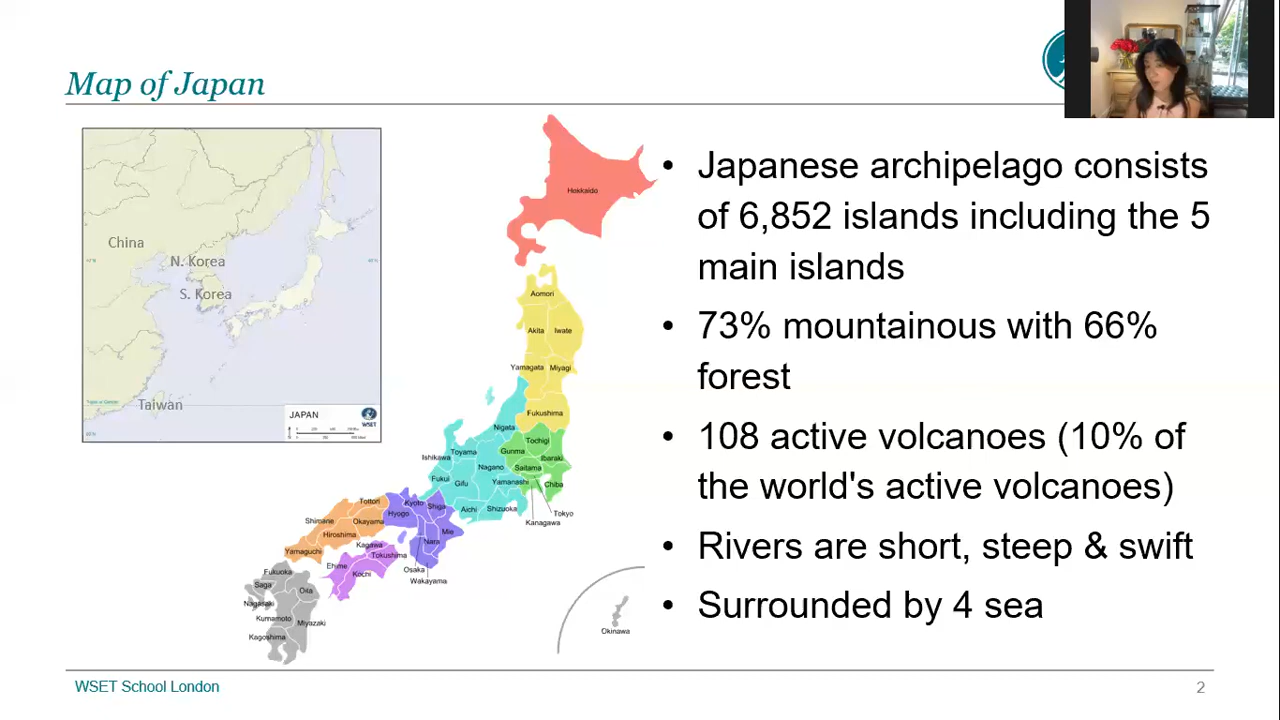 Map of Japan
China
N. Korea
S. Korea
Taiwan
JAPAN
WSET
Hokkaido
Aomori
Akita
Iwate
Yamagata
Miyagi
Fukushima
Nigata
Tochigi
Gunma
Ibaraki
Toyama
Ishikawa
Nagano
Saitama
Fukui
Gifu
Yamanashi
Chiba
Aichi
Shizuoka
Tokyo
Kanagawa
Tottori
Kyoto
Shiga
Hyogo
Shimane
Okayama
Hiroshima
Mie
Nara
Yamaguchi
Kagawa
Tokushima
Ehime
Kochi
Osaka
Wakayama
Fukuoka
Saga
Oita
Nagasaki
Kumamoto
Miyazaki
Kagoshima
Okinawa
• Japanese archipelago consists
of 6,852 islands including the 5
main islands
• 73% mountainous with 66%
forest
• 108 active volcanoes (10% of
the world's active volcanoes)
• Rivers are short, steep & swift
• Surrounded by 4 sea
WSET School London
2